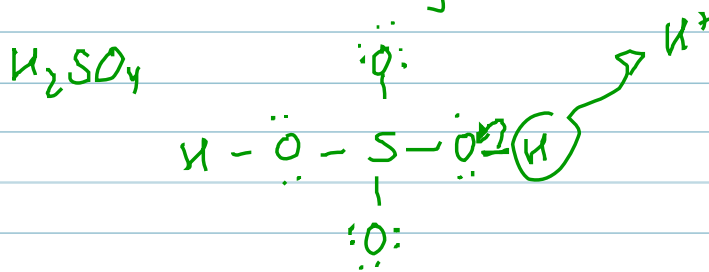 H₂SO₄
:Ö:
H - Ö - S - Ö - H
:O:
H⁺